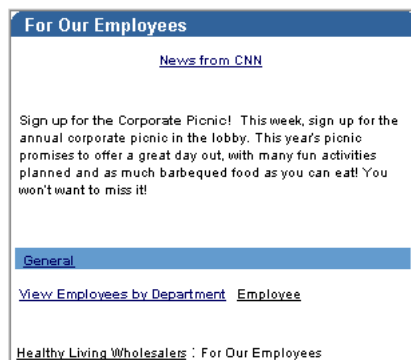 For Our Employees
News from CNN
Sign up for the Corporate Picnic! This week, sign up for the
annual corporate picnic in the lobby. This year's picnic
promises to offer a great day out, with many fun activities
planned and as much barbequed food as you can eat! You
won't want to miss it!
General
View Employees by Department Employee
Healthy Living Wholesalers : For Our Employees